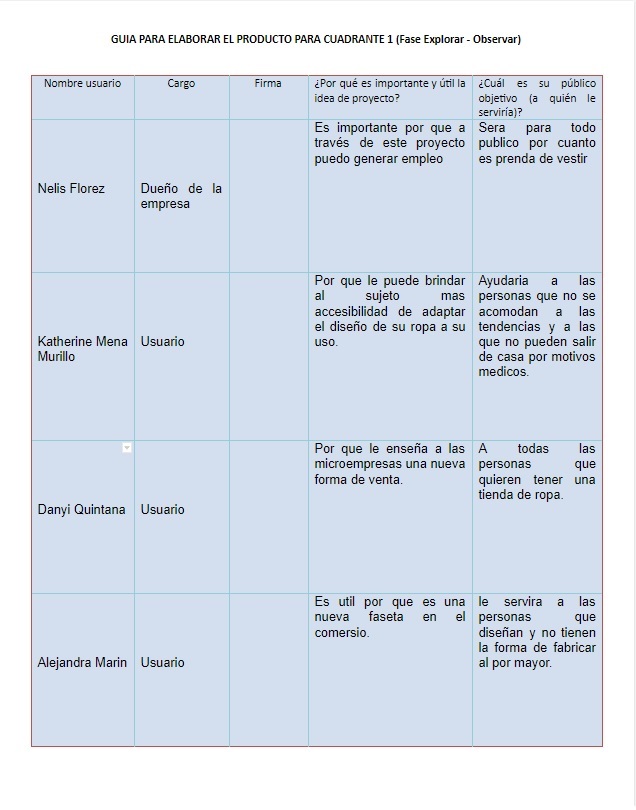 GUIA PARA ELABORAR EL PRODUCTO PARA CUADRANTE 1 (Fase Explorar - Observar)
Nombre usuario
Cargo
Firma
¿Por qué es importante y útil la
idea de proyecto?
¿Cuál es su público
objetivo (a quién le
serviría)?
Nelis Florez
Dueño de la
empresa
Es importante por que a
través de este proyecto
puedo generar empleo
Sera para todo
publico por cuanto
es prenda de vestir
Katherine Mena
Murillo
Usuario
Por que le puede brindar
al sujeto mas
accesibilidad de adaptar
el diseño de su ropa a su
uso.
Ayudaria a las
personas que no se
acomodan a las
tendencias y a las
que no pueden salir
de casa por motivos
medicos.
Danyi Quintana
Usuario
Por que le enseña a las
microempresas una nueva
forma de venta.
A todas las
personas que
quieren tener una
tienda de ropa.
Alejandra Marin
Usuario
Es util por que es una
nueva faseta en el
comersio.
le servira a las
personas que
diseñan y no tienen
la forma de fabricar
al por mayor.